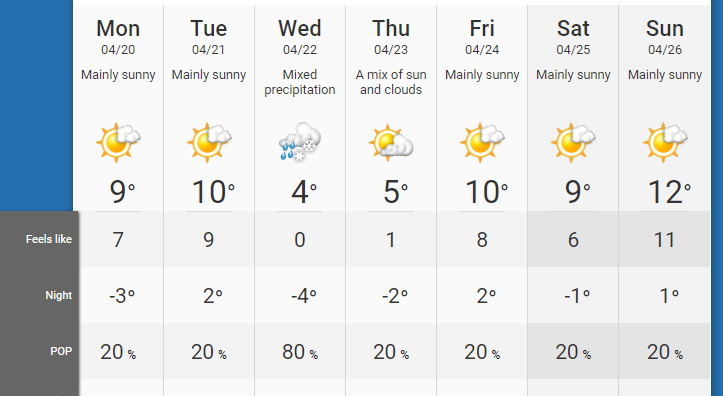 Mon Tue Wed Thu Fri Sat Sun
04/20 04/21 04/22 04/23 04/24 04/25 04/26
Mainly sunny Mainly sunny Mixed A mix of sun Mainly sunny Mainly sunny Mainly sunny
precipitation and clouds
9° 10° 4° 5° 10° 9° 12°
Feels like 7 9 0 1 8 6 11
Night -3° 2° -4° -2° 2° -1° 1°
POP 20 % 20 % 80 % 20 % 20 % 20 % 20 %